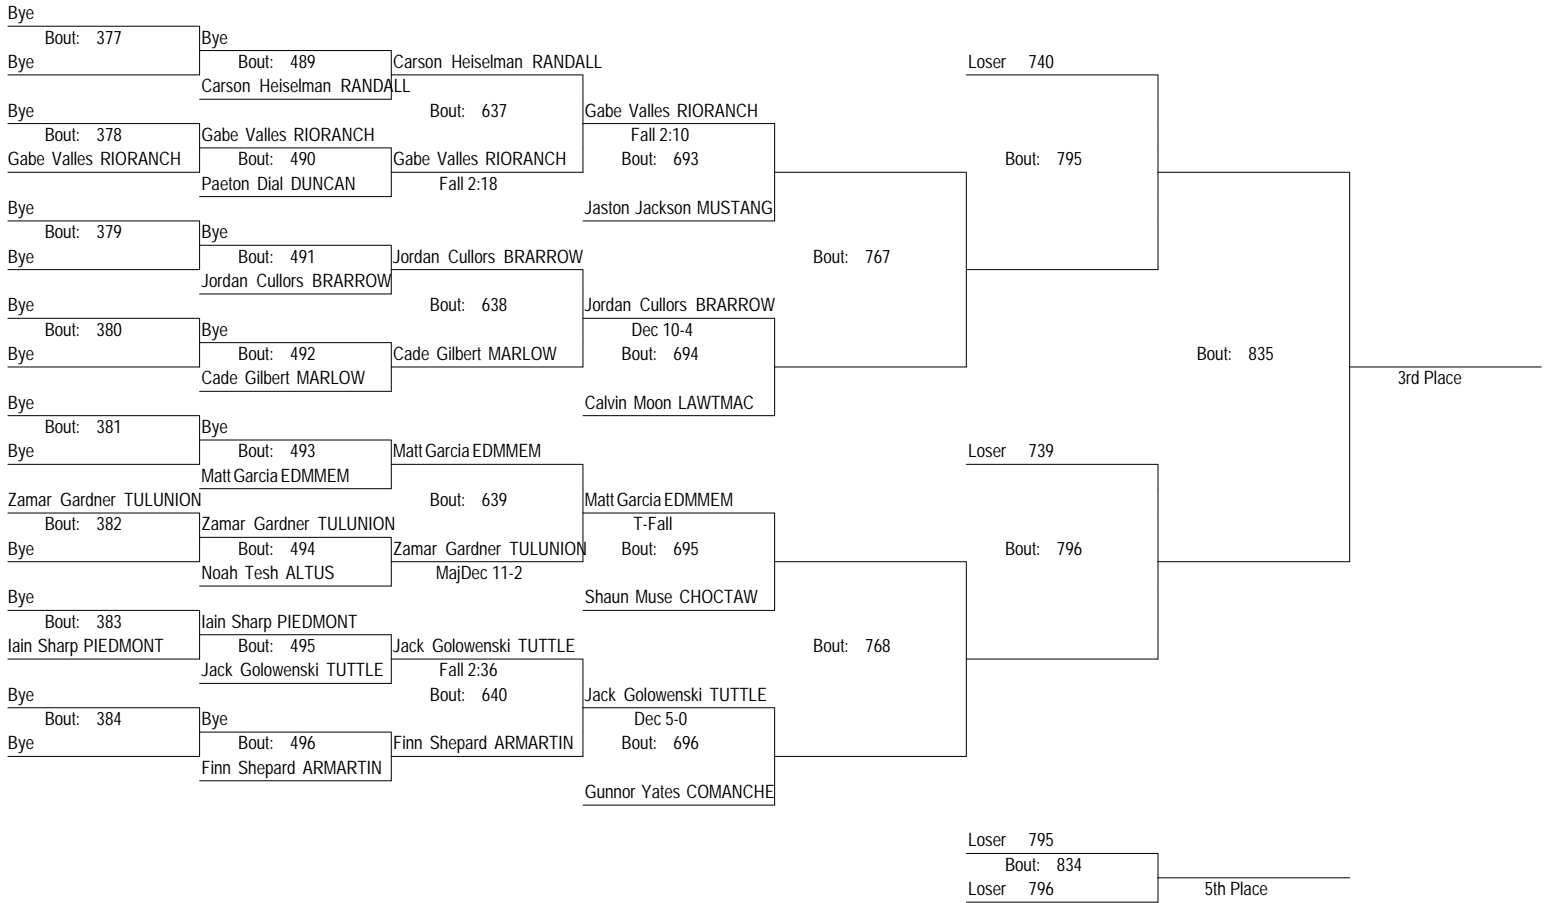 Bye
Bout: 377
Bye
Bye
Bout: 489
Carson Heiselman RANDALL
Carson Heiselman RANDALL
Loser 740
Bye
Bout: 378
Gabe Valles RIORANCH
Gabe Valles RIORANCH
Bout: 490
Paeton Dial DUNCAN
Bout: 637
Gabe Valles RIORANCH
Fall 2:18
Gabe Valles RIORANCH
Fall 2:10
Bout: 693
Jaston Jackson MUSTANG
Bout: 795
Bye
Bout: 379
Bye
Bye
Bout: 491
Jordan Cullors BRARROW
Jordan Cullors BRARROW
Bout: 767
Bye
Bout: 380
Bye
Bye
Bout: 492
Cade Gilbert MARLOW
Bout: 638
Cade Gilbert MARLOW
Jordan Cullors BRARROW
Dec 10-4
Bout: 694
Calvin Moon LAWTMAC
Bout: 835
3rd Place
Bye
Bout: 381
Bye
Bye
Bout: 493
Matt Garcia EDMMEM
Matt Garcia EDMMEM
Loser 739
Zamar Gardner TULUNION
Bout: 382
Bye
Zamar Gardner TULUNION
Bout: 494
Noah Tesh ALTUS
Bout: 639
Zamar Gardner TULUNION
MajDec 11-2
Matt Garcia EDMMEM
T-Fall
Bout: 695
Shaun Muse CHOCTAW
Bout: 796
Bye
Bout: 383
Iain Sharp PIEDMONT
Iain Sharp PIEDMONT
Bout: 495
Jack Golowenski TUTTLE
Jack Golowenski TUTTLE
Fall 2:36
Bout: 768
Bye
Bout: 384
Bye
Bye
Bout: 496
Finn Shepard ARMARTIN
Bout: 640
Finn Shepard ARMARTIN
Jack Golowenski TUTTLE
Dec 5-0
Bout: 696
Gunnor Yates COMANCHE
Loser 795
Bout: 834
Loser 796
5th Place